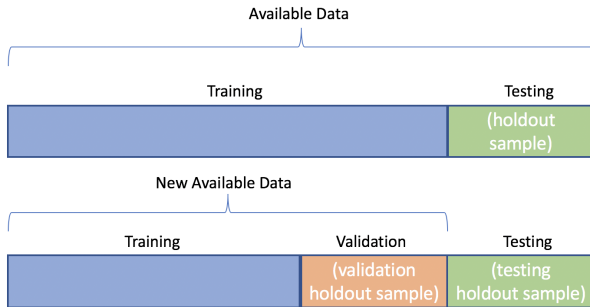 Available Data
Training Testing
(holdout
sample)
New Available Data
Training Validation Testing
(validation
holdout sample)
(testing
holdout sample)